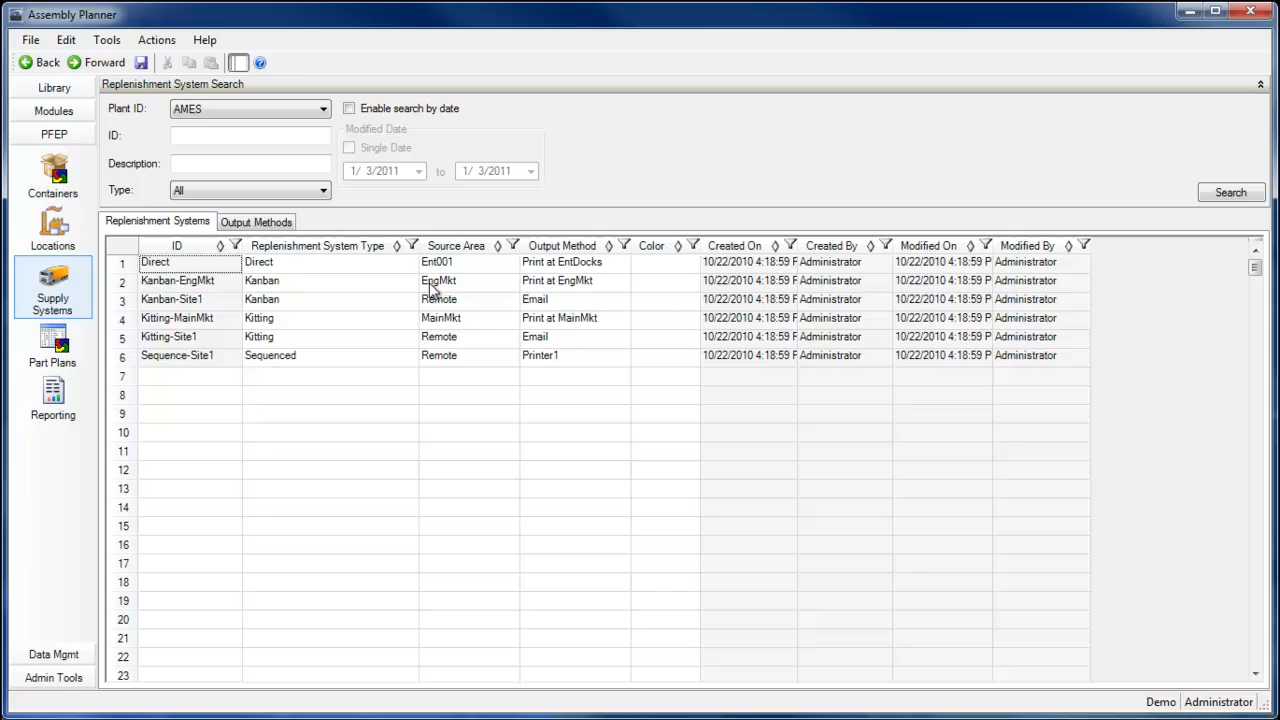 Assembly Planner
File Edit Tools Actions Help
Back Forward
Library
Modules
PFEP
Containers
Locations
Supply
Systems
Part Plans
Reporting
Data Mgmt
Admin Tools
Replenishment System Search
Plant ID: AMES Enable search by date
ID: Modified Date
Single Date
Description: 1/ 3/2011 to 1/ 3/2011
Type: All Search
Replenishment Systems Output Methods
ID Replenishment System Type Source Area Output Method Color Created On Created By Modified On Modified By
1 Direct Direct Ent001 Print at EntDocks 10/22/2010 4:18:59 P Administrator 10/22/2010 4:18:59 P Administrator
2 Kanban-EngMkt Kanban EngMkt Print at EngMkt 10/22/2010 4:18:59 P Administrator 10/22/2010 4:18:59 P Administrator
3 Kanban-Site1 Kanban Remote Email 10/22/2010 4:18:59 P Administrator 10/22/2010 4:18:59 P Administrator
4 Kitting-MainMkt Kitting MainMkt Print at MainMkt 10/22/2010 4:18:59 P Administrator 10/22/2010 4:18:59 P Administrator
5 Kitting-Site1 Kitting Remote Email 10/22/2010 4:18:59 P Administrator 10/22/2010 4:18:59 P Administrator
6 Sequence-Site1 Sequenced Remote Printer1 10/22/2010 4:18:59 P Administrator 10/22/2010 4:18:59 P Administrator
7
8
9
10
11
12
13
14
15
16
17
18
19
20
21
22
23
Demo Administrator